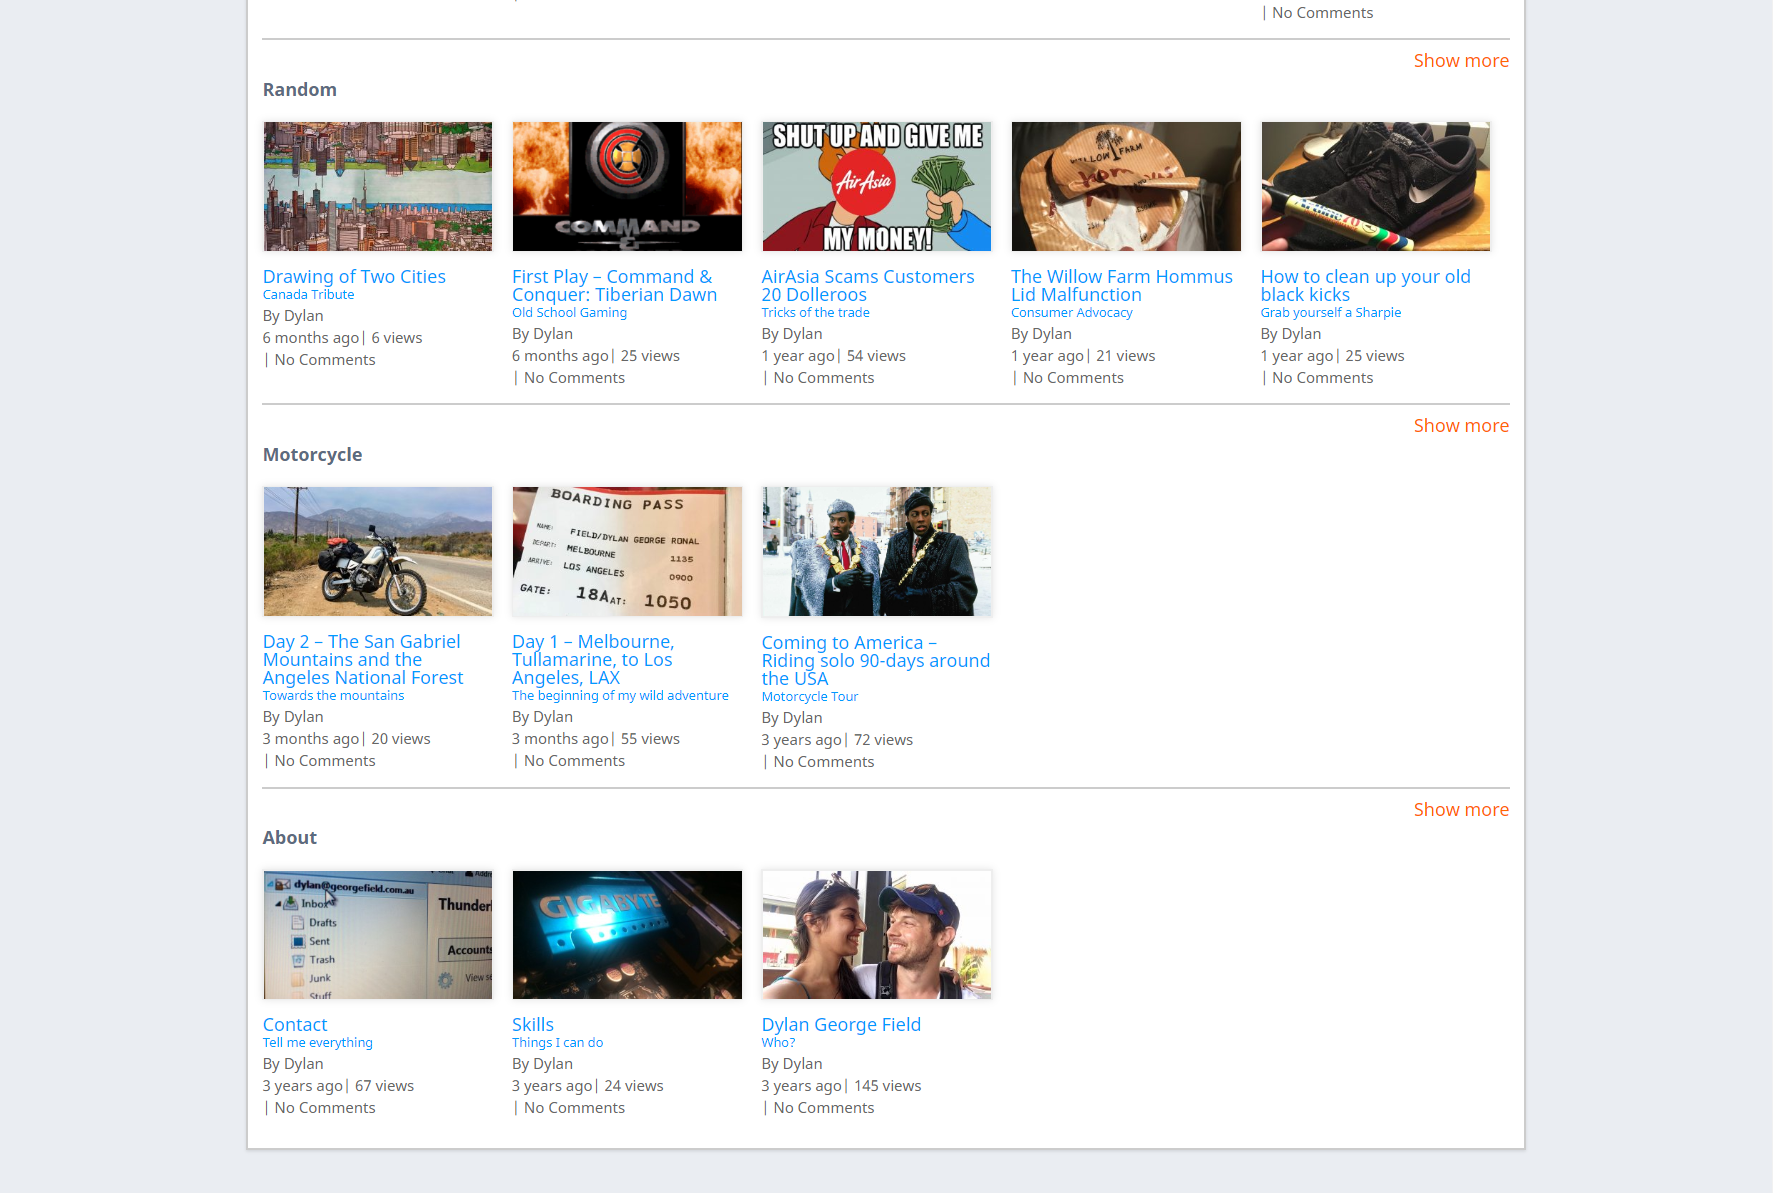 | No Comments
Show more
Random
SHUT UP AND GIVE ME
AirAsia
MY MONEY!
COMMAND
&
WILLOW FARM
Drawing of Two Cities
Canada Tribute
By Dylan
6 months ago| 6 views
| No Comments
First Play – Command &
Conquer: Tiberian Dawn
Old School Gaming
By Dylan
6 months ago| 25 views
| No Comments
AirAsia Scams Customers
20 Dolleroos
Tricks of the trade
By Dylan
1 year ago| 54 views
| No Comments
The Willow Farm Hommus
Lid Malfunction
Consumer Advocacy
By Dylan
1 year ago| 21 views
| No Comments
How to clean up your old
black kicks
Grab yourself a Sharpie
By Dylan
1 year ago| 25 views
| No Comments
Show more
Motorcycle
BOARDING PASS
NAME: FIELD/DYLAN GEORGE RONAL
DEPART: MELBOURNE 1135
ARRIVE: LOS ANGELES 0900
GATE: 18A AT: 1050
Day 2 – The San Gabriel
Mountains and the
Angeles National Forest
Towards the mountains
By Dylan
3 months ago| 20 views
| No Comments
Day 1 – Melbourne,
Tullamarine, to Los
Angeles, LAX
The beginning of my wild adventure
By Dylan
3 months ago| 55 views
| No Comments
Coming to America –
Riding solo 90-days around
the USA
Motorcycle Tour
By Dylan
3 years ago| 72 views
| No Comments
Show more
About
dylan@georgefield.com.au
Inbox
Drafts
Sent
Trash
Junk
Stuff
Thunder
Accounts
View se
GIGABYTE
Contact
Tell me everything
By Dylan
3 years ago| 67 views
| No Comments
Skills
Things I can do
By Dylan
3 years ago| 24 views
| No Comments
Dylan George Field
Who?
By Dylan
3 years ago| 145 views
| No Comments